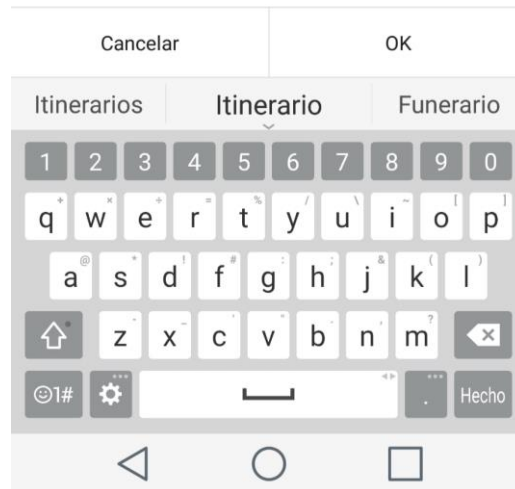 Cancelar OK
Itinerarios Itinerario Funerario
1 2 3 4 5 6 7 8 9 0
q w e r t y u i o p
a s d f g h j k l
z x c v b n m
1# . Hecho